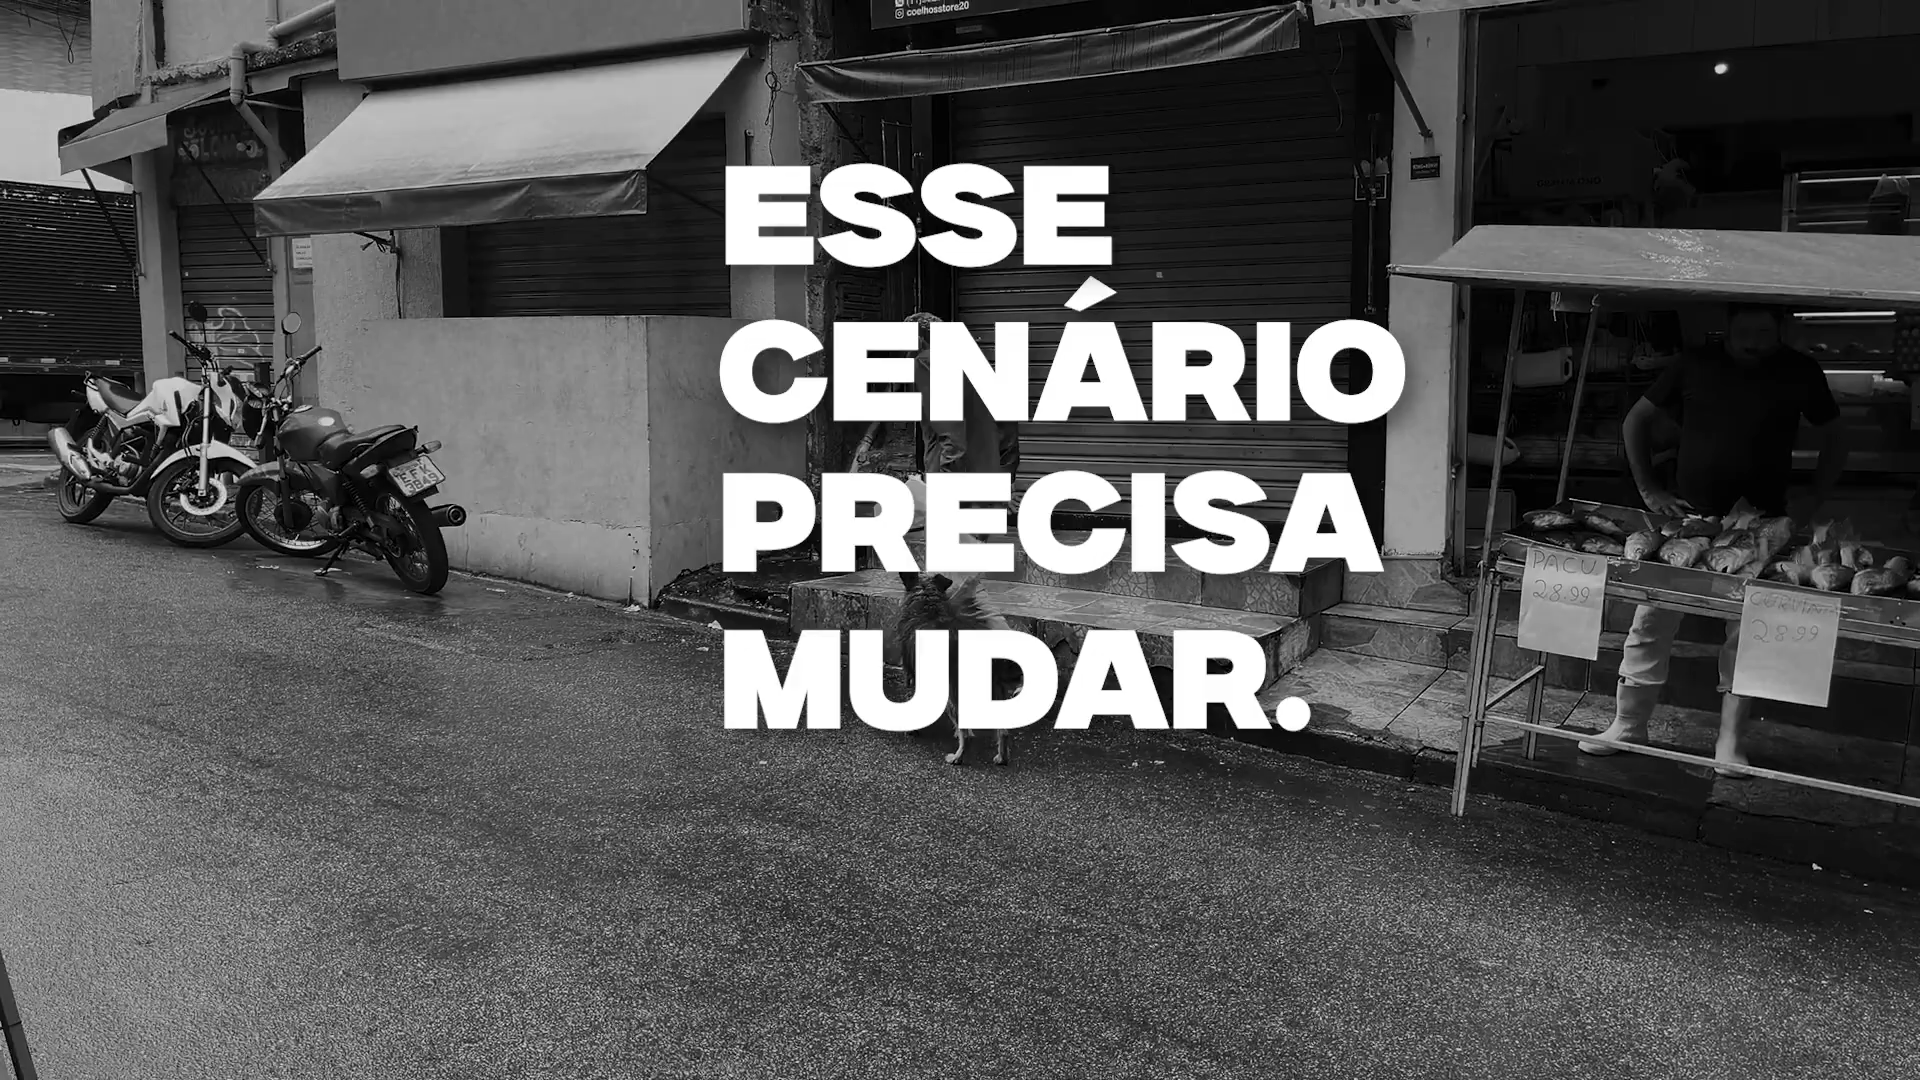 coelhosstore20
ESSE
CENÁRIO
PRECISA
MUDAR.
PACU
28.99
28.99